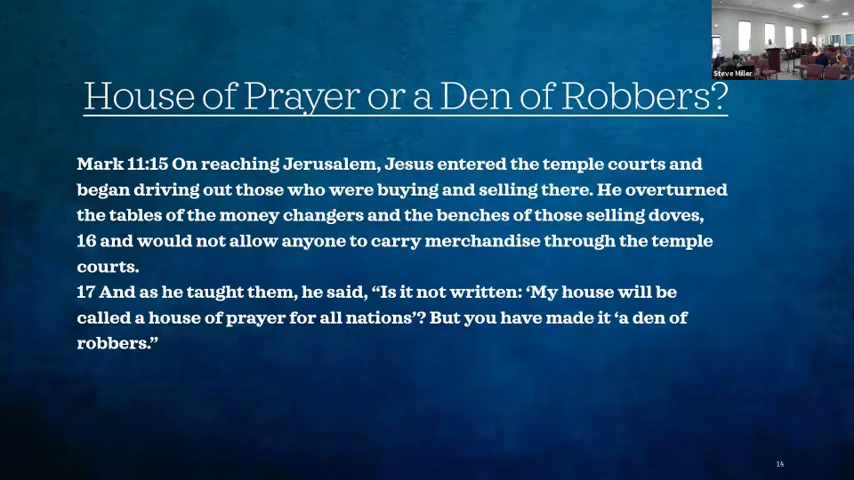 Steve Miller
House of Prayer or a Den of Robbers?
Mark 11:15 On reaching Jerusalem, Jesus entered the temple courts and
began driving out those who were buying and selling there. He overturned
the tables of the money changers and the benches of those selling doves,
16 and would not allow anyone to carry merchandise through the temple
courts.
17 And as he taught them, he said, “Is it not written: ‘My house will be
called a house of prayer for all nations’? But you have made it ‘a den of
robbers.”
14